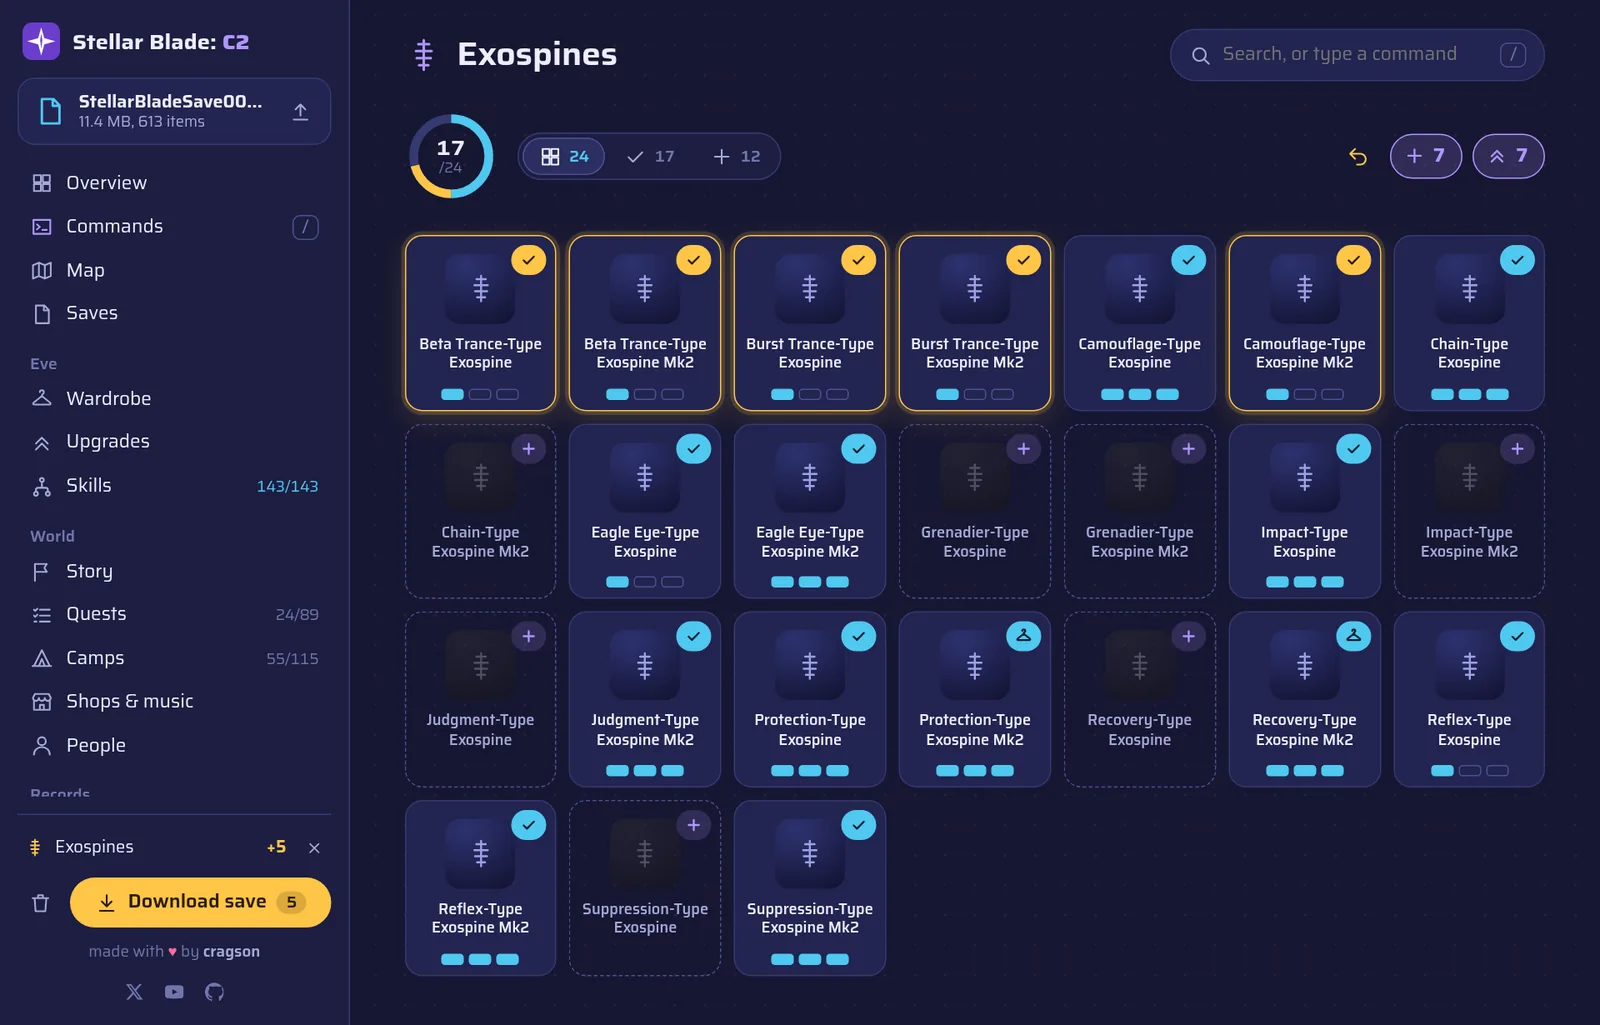 Stellar Blade: C2
StellarBladeSave00...
11.4 MB, 613 items
Overview
Commands
/
Map
Saves
Eve
Wardrobe
Upgrades
Skills
143/143
World
Story
Quests
24/89
Camps
55/115
Shops & music
People
Records
Exospines
+5
Download save 5
made with ♥ by cragson
Exospines
Search, or type a command
/
17
/24
24
17
12
7
7
Beta Trance-Type
Exospine
Beta Trance-Type
Exospine Mk2
Burst Trance-Type
Exospine
Burst Trance-Type
Exospine Mk2
Camouflage-Type
Exospine
Camouflage-Type
Exospine Mk2
Chain-Type
Exospine
Chain-Type
Exospine Mk2
Eagle Eye-Type
Exospine
Eagle Eye-Type
Exospine Mk2
Grenadier-Type
Exospine
Grenadier-Type
Exospine Mk2
Impact-Type
Exospine
Impact-Type
Exospine Mk2
Judgment-Type
Exospine
Judgment-Type
Exospine Mk2
Protection-Type
Exospine
Protection-Type
Exospine Mk2
Recovery-Type
Exospine
Recovery-Type
Exospine Mk2
Reflex-Type
Exospine
Reflex-Type
Exospine Mk2
Suppression-Type
Exospine
Suppression-Type
Exospine Mk2